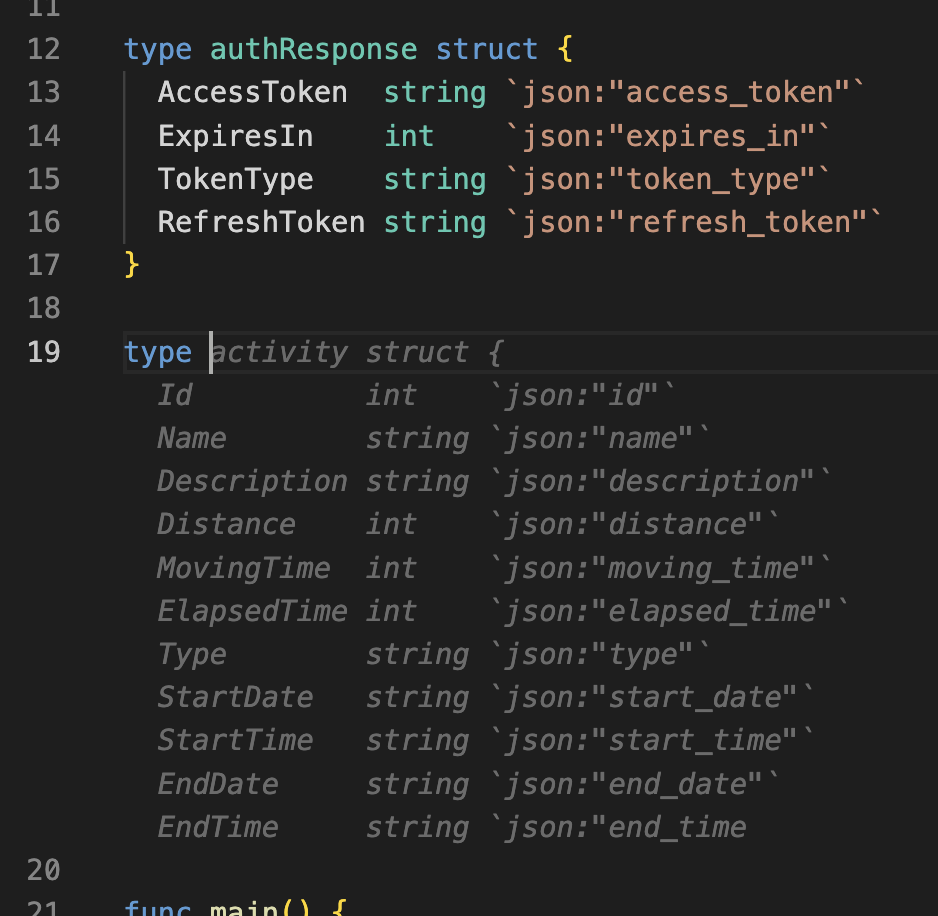 11
12 type authResponse struct {
13 AccessToken string `json:"access_token"`
14 ExpiresIn int `json:"expires_in"`
15 TokenType string `json:"token_type"`
16 RefreshToken string `json:"refresh_token"`
17 }
18
19 type activity struct {
Id int `json:"id"`
Name string `json:"name"`
Description string `json:"description"`
Distance int `json:"distance"`
MovingTime int `json:"moving_time"`
ElapsedTime int `json:"elapsed_time"`
Type string `json:"type"`
StartDate string `json:"start_date"`
StartTime string `json:"start_time"`
EndDate string `json:"end_date"`
EndTime string `json:"end_time
20
21 func main() {